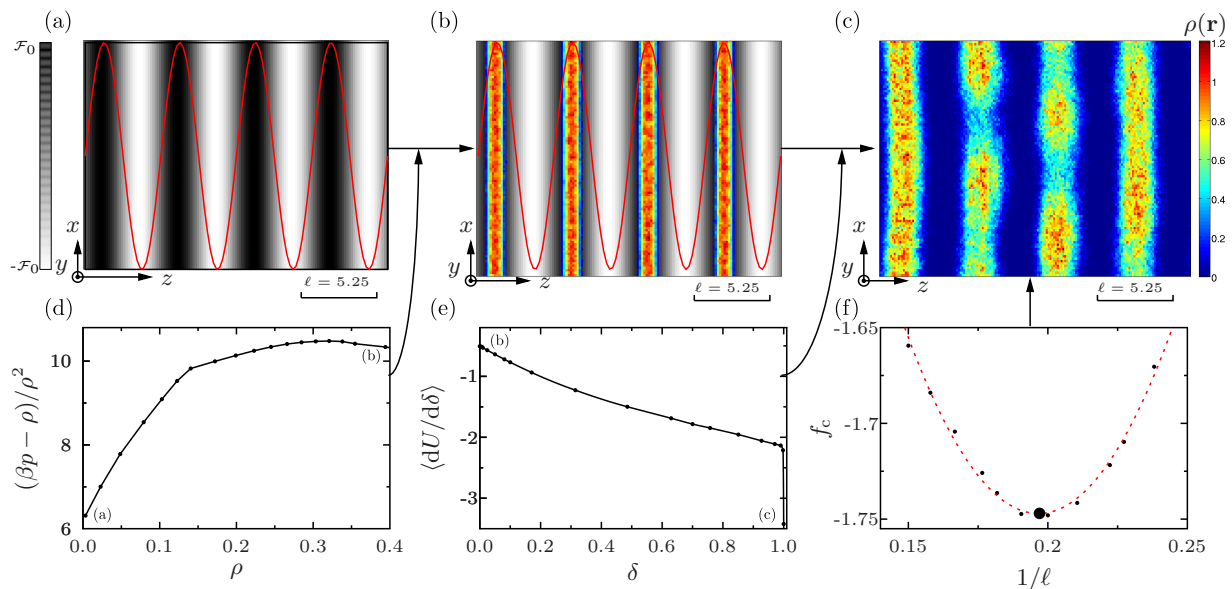 (a)
(b)
(c)
ρ(r)
𝓕₀
-𝓕₀
x
y
z
ℓ = 5.25
x
y
z
ℓ = 5.25
x
y
z
ℓ = 5.25
1.2
1
0.8
0.6
0.4
0.2
0
(d)
(βp − ρ)/ρ²
10
8
6
(a)
(b)
0.0 0.1 0.2 0.3 0.4
ρ
(e)
⟨dU/dδ⟩
-1
-2
-3
(b)
(c)
0.0 0.2 0.4 0.6 0.8 1.0
δ
(f)
f_c
-1.65
-1.7
-1.75
0.15 0.2 0.25
1/ℓ